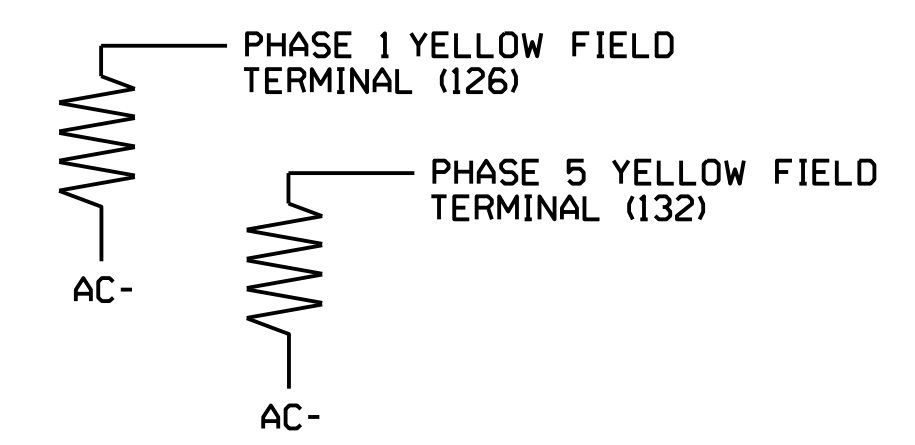 PHASE 1 YELLOW FIELD
TERMINAL (126)
AC-
PHASE 5 YELLOW FIELD
TERMINAL (132)
AC-